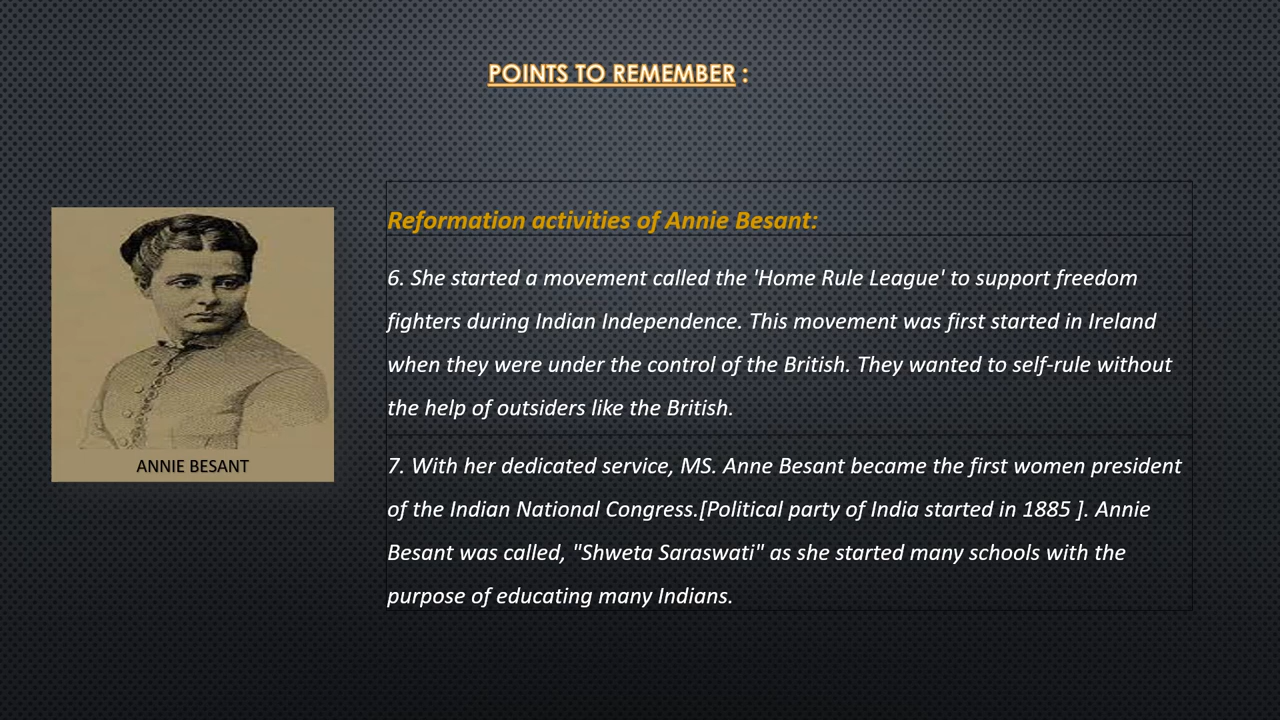 POINTS TO REMEMBER :
Reformation activities of Annie Besant:
6. She started a movement called the 'Home Rule League' to support freedom
fighters during Indian Independence. This movement was first started in Ireland
when they were under the control of the British. They wanted to self-rule without
the help of outsiders like the British.
7. With her dedicated service, MS. Anne Besant became the first women president
of the Indian National Congress.[Political party of India started in 1885 ]. Annie
Besant was called, "Shweta Saraswati" as she started many schools with the
purpose of educating many Indians.
ANNIE BESANT